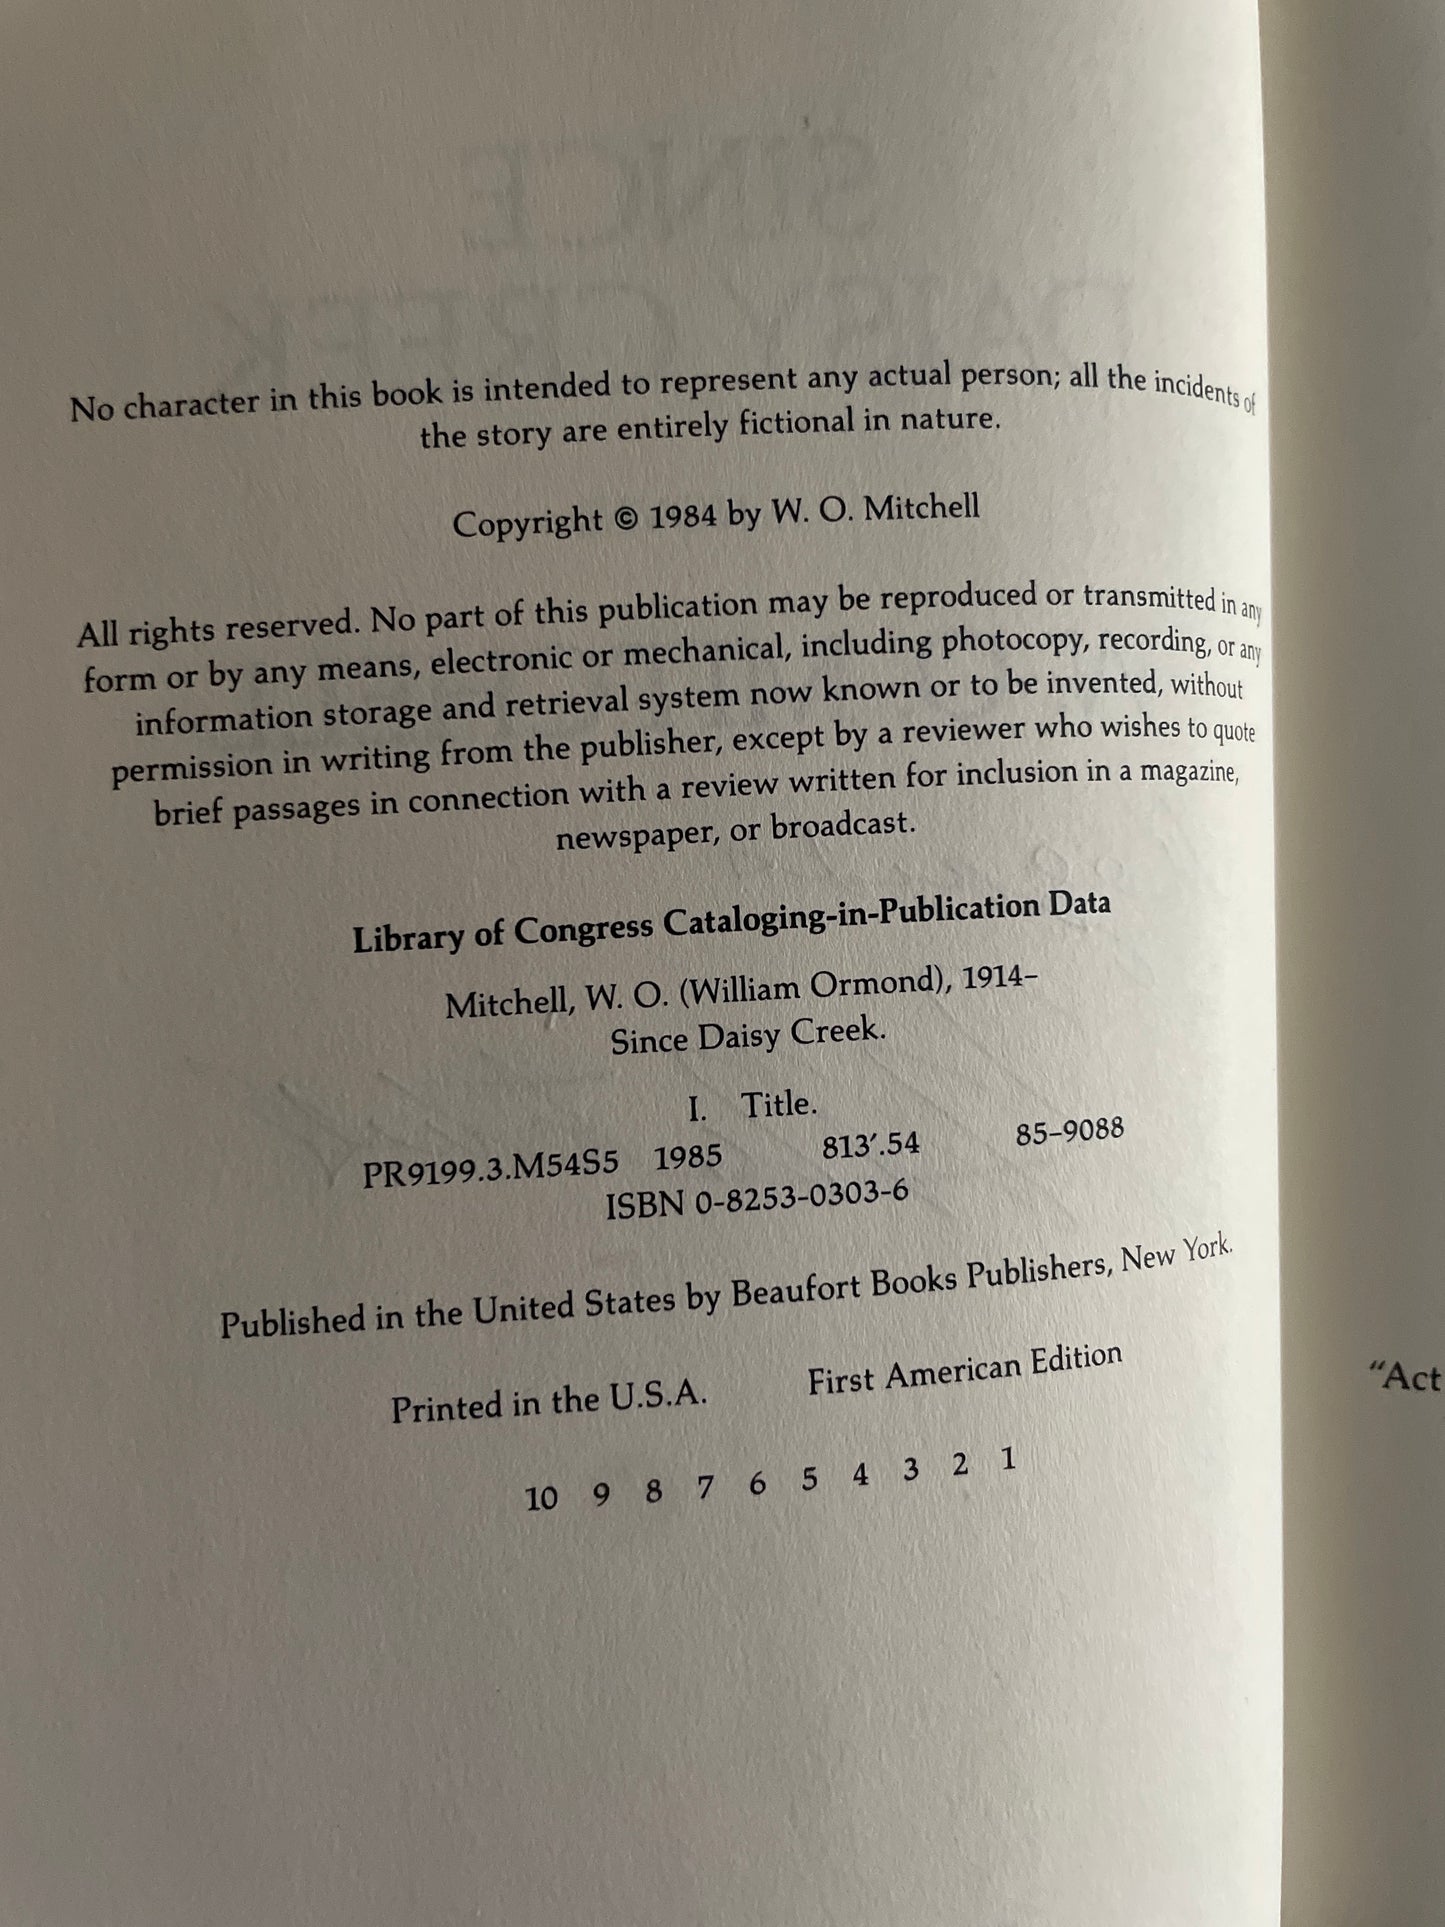 SINCE
DAISY CREEK
No character in this book is intended to represent any actual person; all the incidents of
the story are entirely fictional in nature.
Copyright © 1984 by W. O. Mitchell
All rights reserved. No part of this publication may be reproduced or transmitted in any
form or by any means, electronic or mechanical, including photocopy, recording, or any
information storage and retrieval system now known or to be invented, without
permission in writing from the publisher, except by a reviewer who wishes to quote
brief passages in connection with a review written for inclusion in a magazine,
newspaper, or broadcast.
Library of Congress Cataloging-in-Publication Data
Mitchell, W. O. (William Ormond), 1914–
Since Daisy Creek.
I. Title.
PR9199.3.M54S5 1985 813′.54 85-9088
ISBN 0-8253-0303-6
Published in the United States by Beaufort Books Publishers, New York.
Printed in the U.S.A. First American Edition
10 9 8 7 6 5 4 3 2 1
“Act